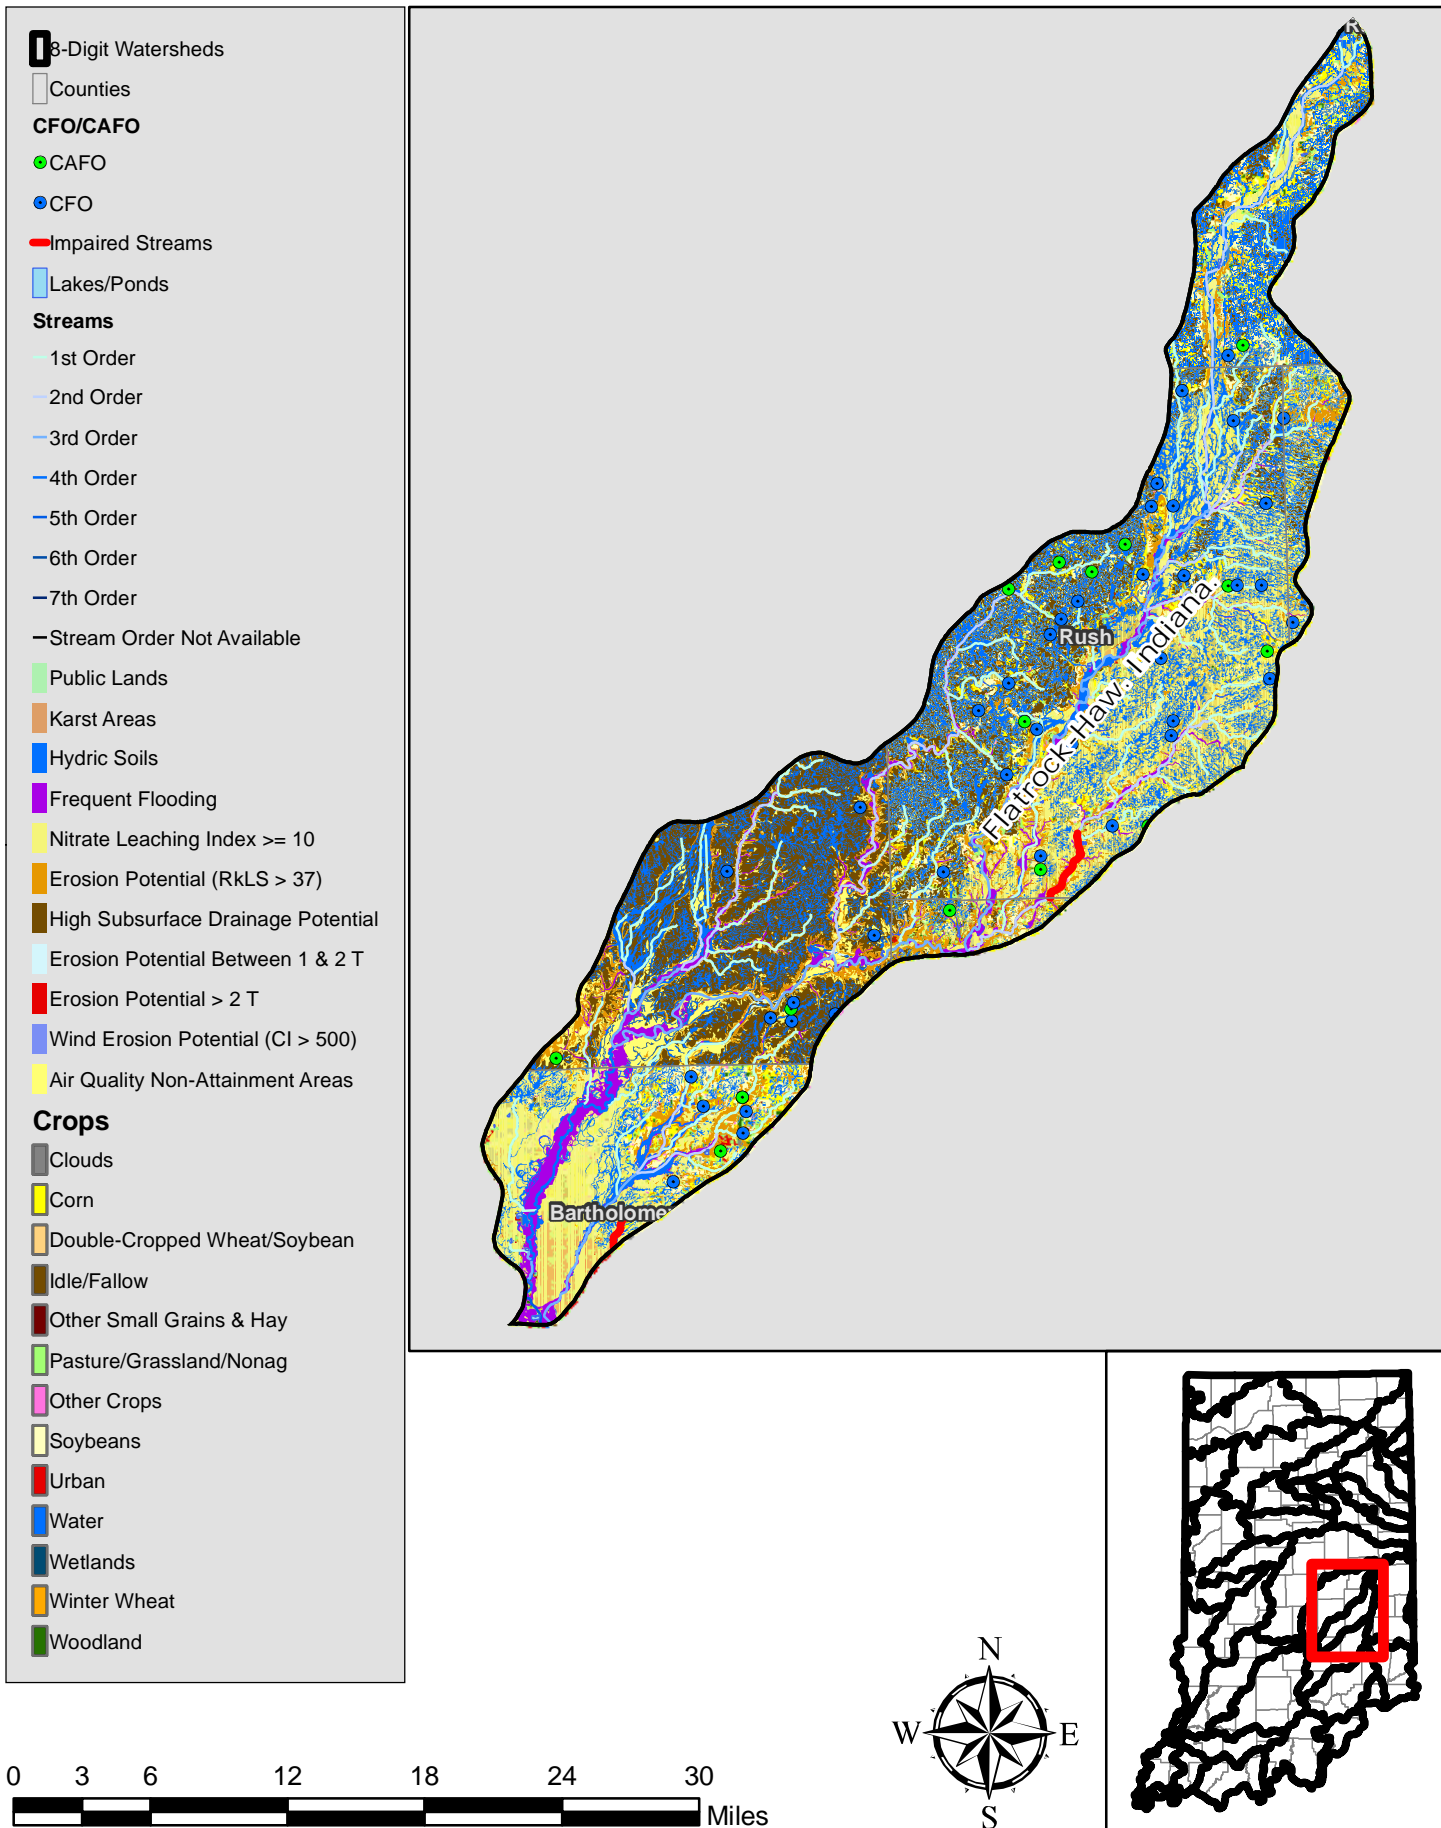 8-Digit Watersheds
Counties
CFO/CAFO
CAFO
CFO
Impaired Streams
Lakes/Ponds
Streams
1st Order
2nd Order
3rd Order
4th Order
5th Order
6th Order
7th Order
Stream Order Not Available
Public Lands
Karst Areas
Hydric Soils
Frequent Flooding
Nitrate Leaching Index >= 10
Erosion Potential (RkLS > 37)
High Subsurface Drainage Potential
Erosion Potential Between 1 & 2 T
Erosion Potential > 2 T
Wind Erosion Potential (CI > 500)
Air Quality Non-Attainment Areas
Crops
Clouds
Corn
Double-Cropped Wheat/Soybean
Idle/Fallow
Other Small Grains & Hay
Pasture/Grassland/Nonag
Other Crops
Soybeans
Urban
Water
Wetlands
Winter Wheat
Woodland
R
Rush
Flatrock-Haw. Indiana.
Bartholome
N
W E
S
0 3 6 12 18 24 30
Miles